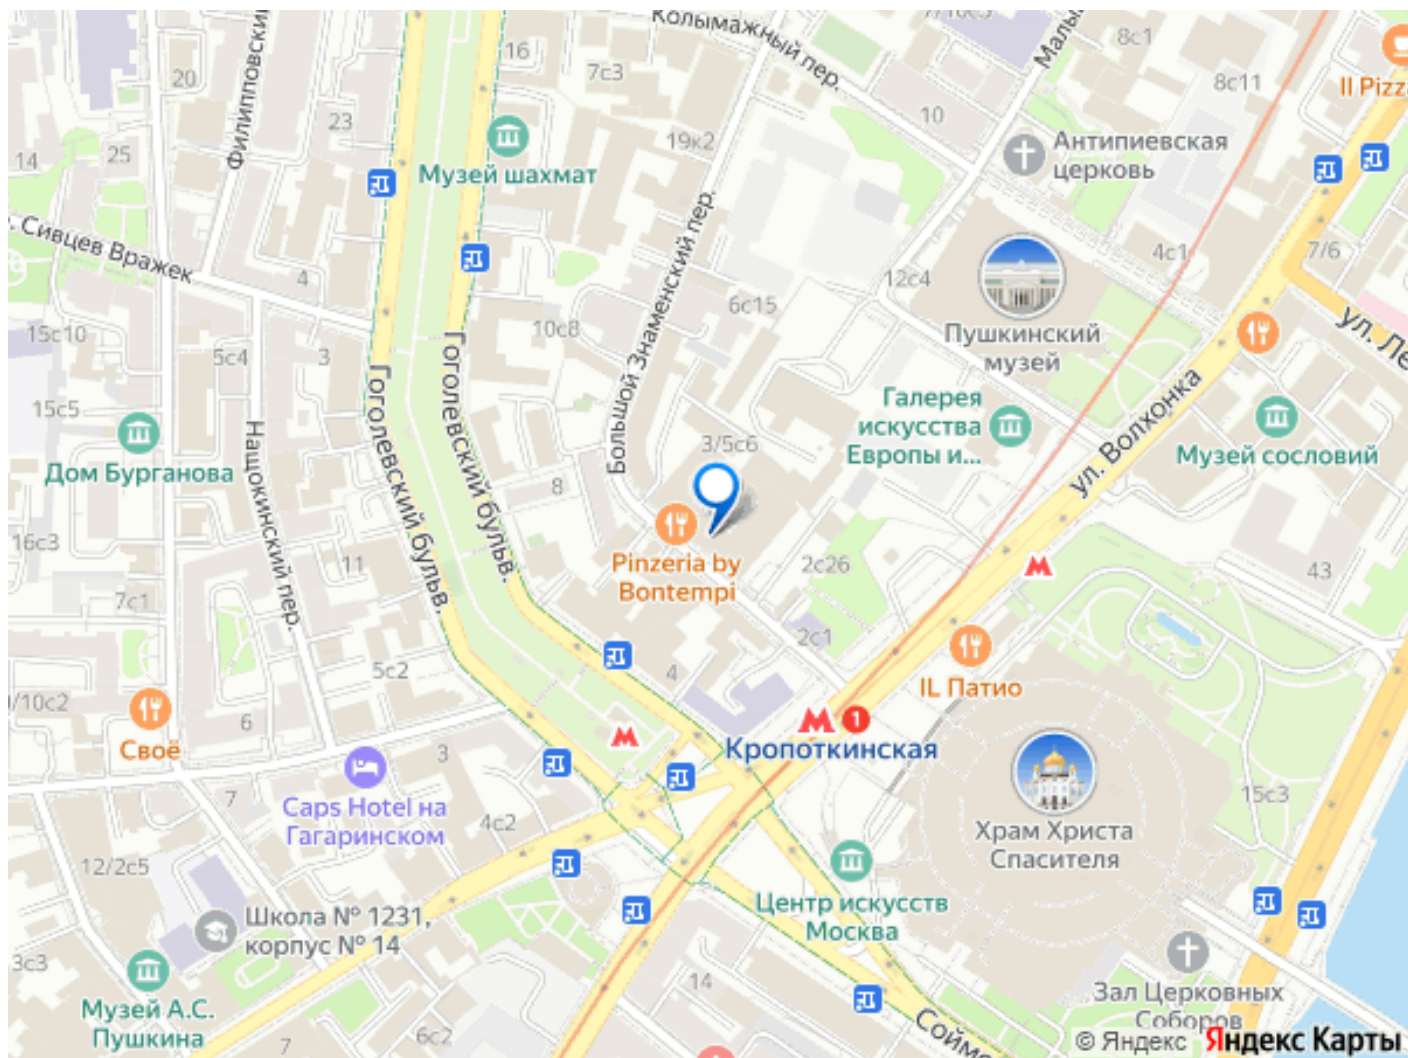 Колымажный пер.
7/10с5
8с1
8с11
Il Pizza
16
7с3
20
Филипповский
23
10
19к2
14
25
Музей шахмат
Антипиевская
церковь
Сивцев Вражек
4
4с1
7/6
12с4
6с15
ул. Ле
15с10
10с8
5с4
3
Пушкинский
музей
Большой Знаменский пер.
Гоголевский бульв.
Гоголевский бульв.
ул. Волхонка
15с5
Нащокинский пер.
3/5с6
Галерея
искусства
Европы и...
Музей сословий
Дом Бурганова
8
16с3
11
Pinzeria by
Bontempi
2с26
43
7с1
2с1
5с2
4
IL Патио
/10с2
6
Своё
3
1
Кропоткинская
7
Caps Hotel на
Гагаринском
4с2
15с3
Храм Христа
Спасителя
12/2с5
Школа № 1231,
корпус № 14
Центр искусств
Москва
3с3
14
Зал Церковных
Соборов
Музей А.С.
Пушкина
7
6с2
Соймо
© Яндекс Яндекс Карты